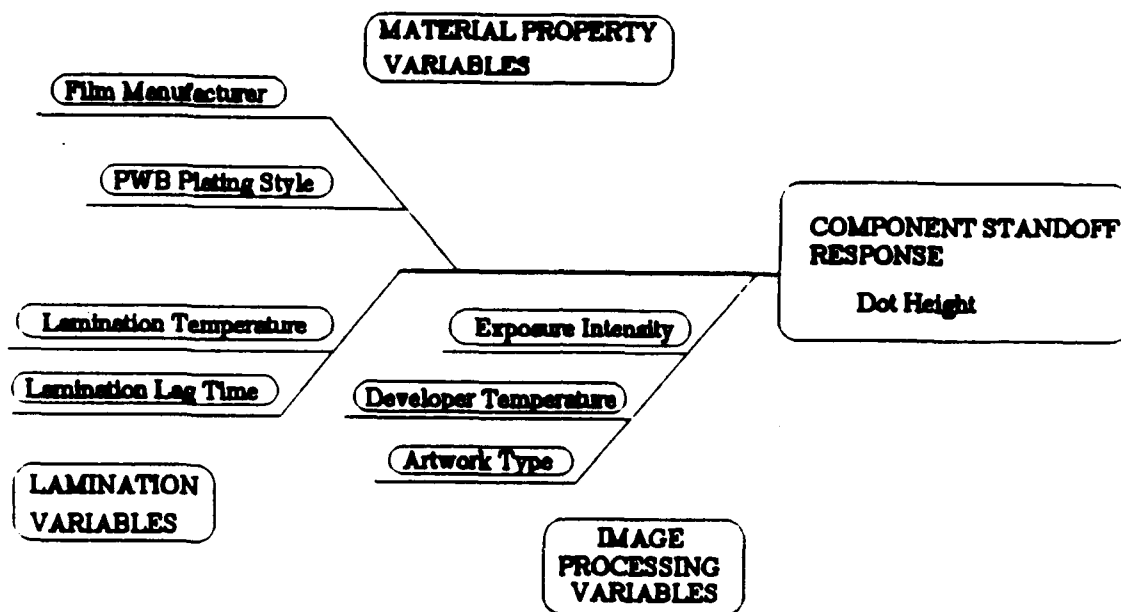 MATERIAL PROPERTY
VARIABLES
Film Manufacturer
PWB Plating Style
COMPONENT STANDOFF
RESPONSE
Dot Height
Lamination Temperature
Exposure Intensity
Lamination Lag Time
Developer Temperature
Artwork Type
LAMINATION
VARIABLES
IMAGE
PROCESSING
VARIABLES